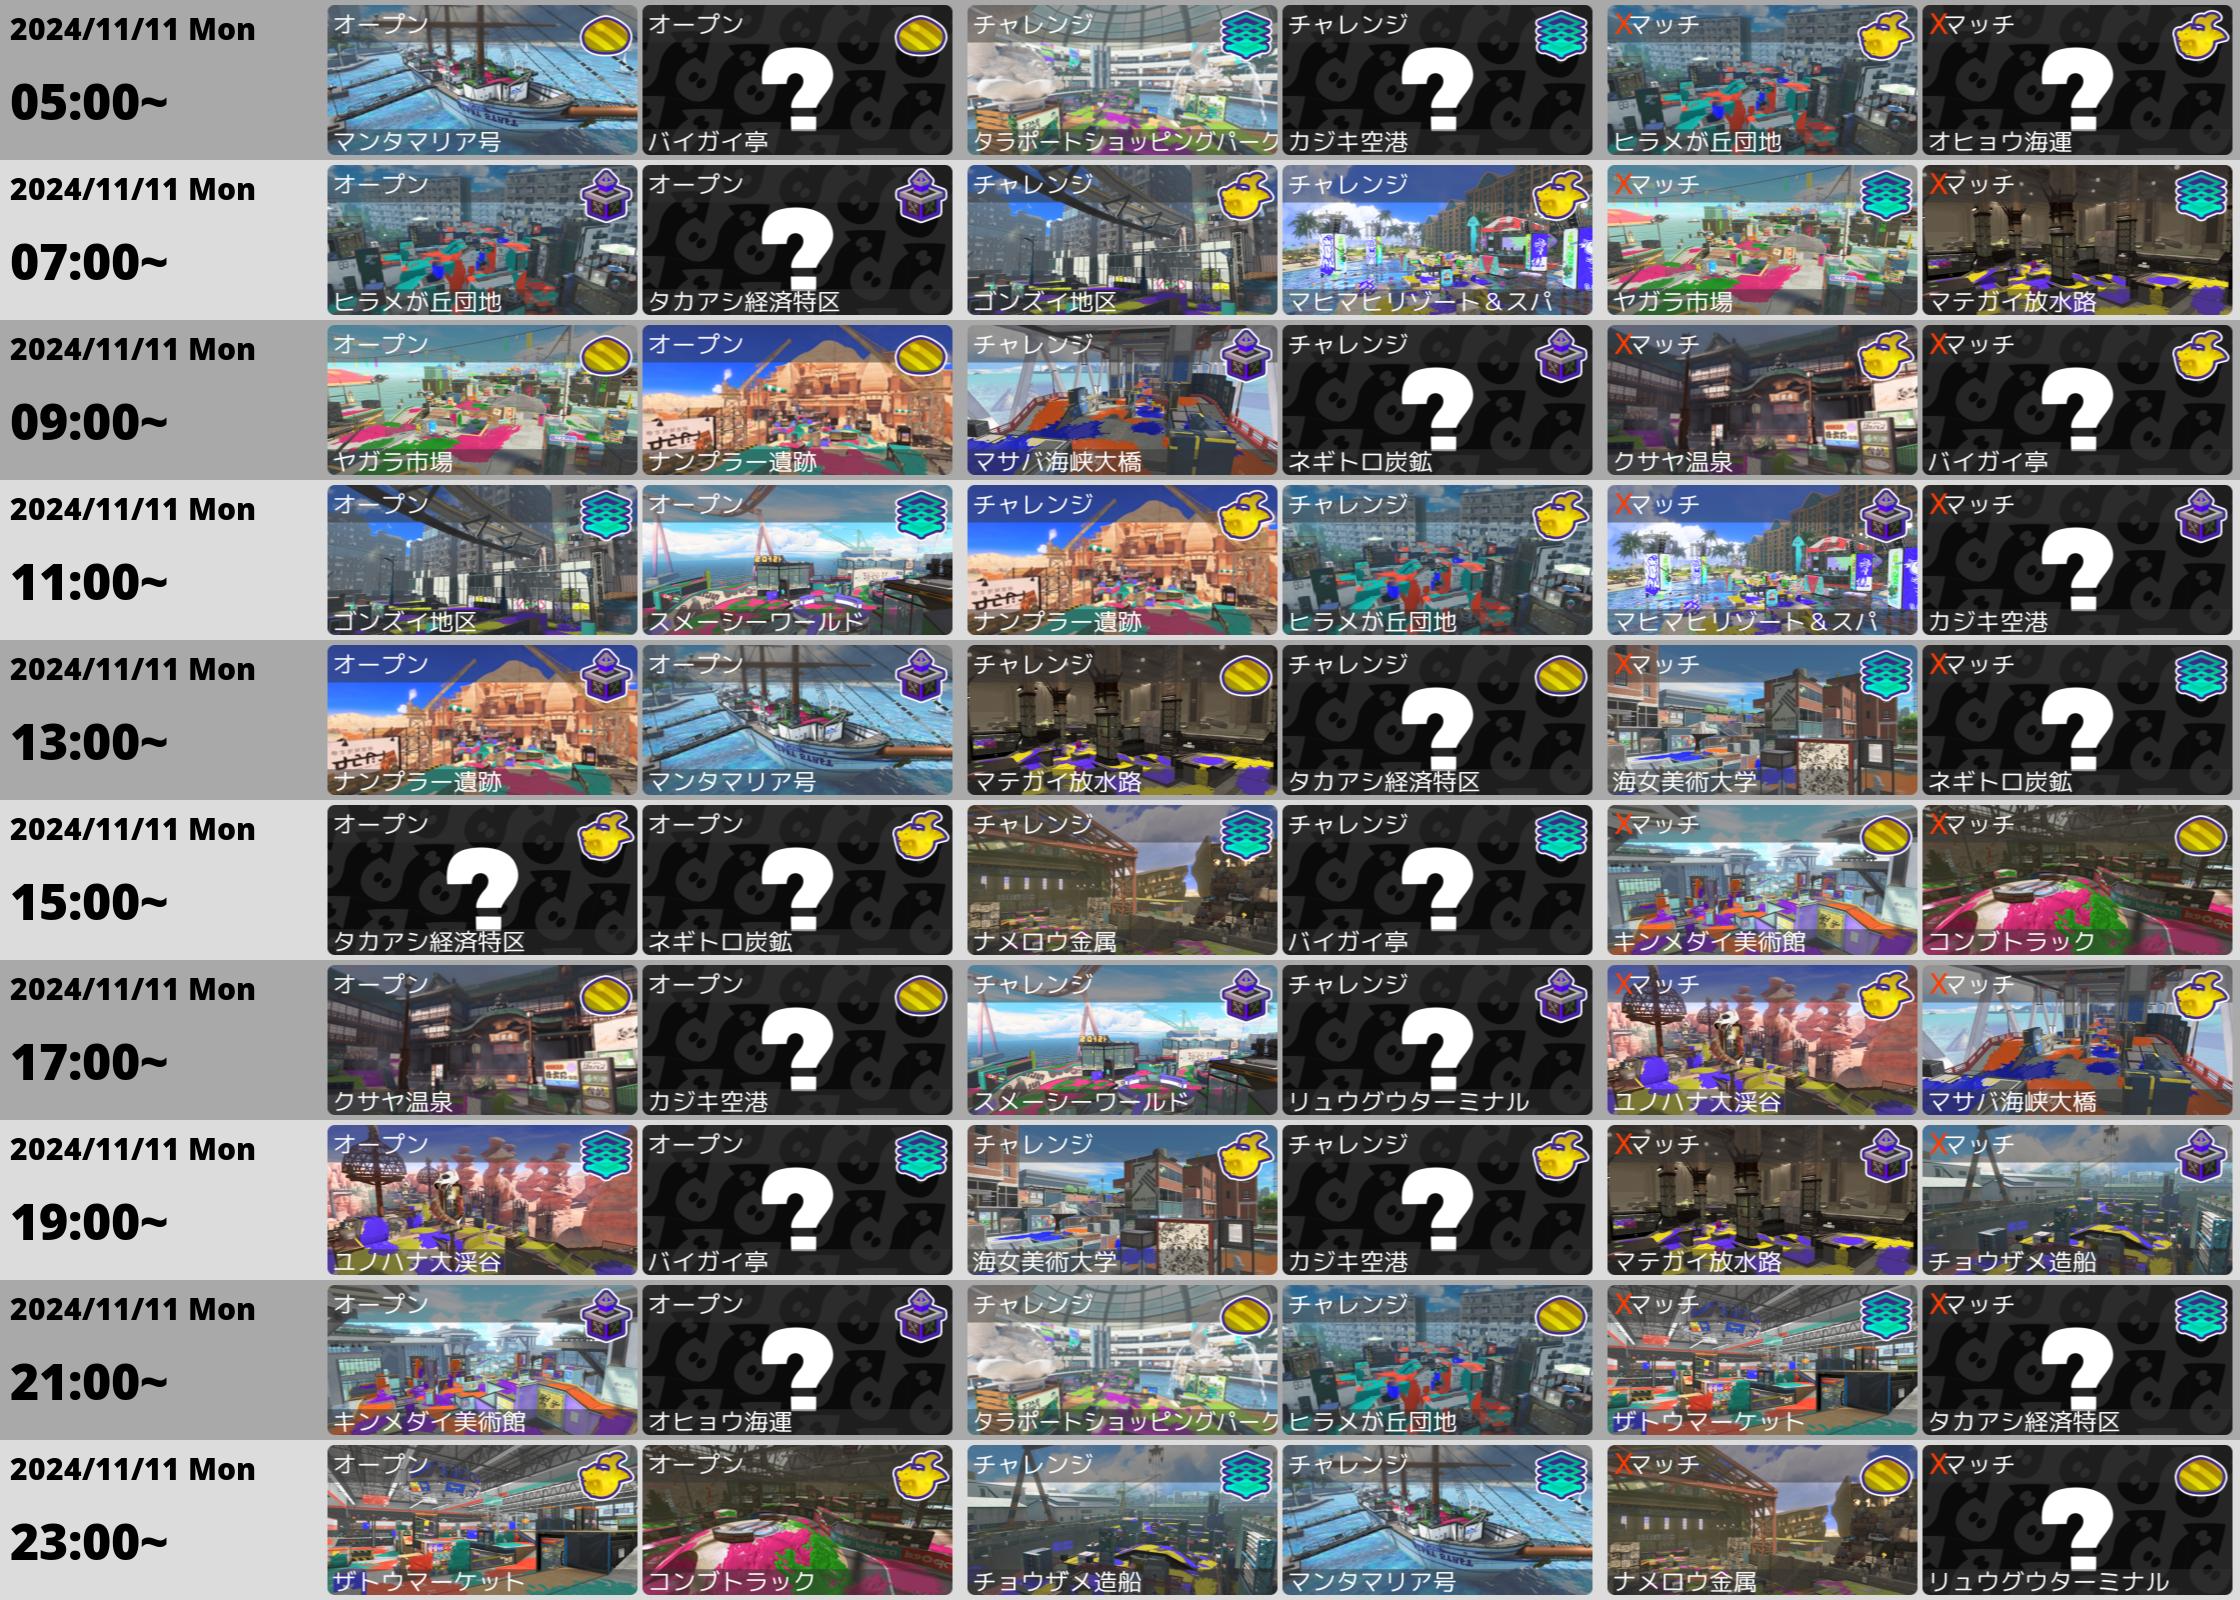 2024/11/11 Mon
05:00~
オープン
マンタマリア号
オープン
バイガイ亭
チャレンジ
タラポートショッピングパーク
チャレンジ
カジキ空港
Xマッチ
ヒラメが丘団地
Xマッチ
オヒョウ海運
2024/11/11 Mon
07:00~
オープン
ヒラメが丘団地
オープン
タカアシ経済特区
チャレンジ
ゴンズイ地区
チャレンジ
マヒマヒリゾート＆スパ
Xマッチ
ヤガラ市場
Xマッチ
マテガイ放水路
2024/11/11 Mon
09:00~
オープン
ヤガラ市場
オープン
ナンプラー遺跡
チャレンジ
マサバ海峡大橋
チャレンジ
ネギトロ炭鉱
Xマッチ
クサヤ温泉
Xマッチ
バイガイ亭
2024/11/11 Mon
11:00~
オープン
ゴンズイ地区
オープン
スメーシーワールド
チャレンジ
ナンプラー遺跡
チャレンジ
ヒラメが丘団地
Xマッチ
マヒマヒリゾート＆スパ
Xマッチ
カジキ空港
2024/11/11 Mon
13:00~
オープン
ナンプラー遺跡
オープン
マンタマリア号
チャレンジ
マテガイ放水路
チャレンジ
タカアシ経済特区
Xマッチ
海女美術大学
Xマッチ
ネギトロ炭鉱
2024/11/11 Mon
15:00~
オープン
タカアシ経済特区
オープン
ネギトロ炭鉱
チャレンジ
ナメロウ金属
チャレンジ
バイガイ亭
Xマッチ
キンメダイ美術館
Xマッチ
コンブトラック
2024/11/11 Mon
17:00~
オープン
クサヤ温泉
オープン
カジキ空港
チャレンジ
スメーシーワールド
チャレンジ
リュウグウターミナル
Xマッチ
ユノハナ大渓谷
Xマッチ
マサバ海峡大橋
2024/11/11 Mon
19:00~
オープン
ユノハナ大渓谷
オープン
バイガイ亭
チャレンジ
海女美術大学
チャレンジ
カジキ空港
Xマッチ
マテガイ放水路
Xマッチ
チョウザメ造船
2024/11/11 Mon
21:00~
オープン
キンメダイ美術館
オープン
オヒョウ海運
チャレンジ
タラポートショッピングパーク
チャレンジ
ヒラメが丘団地
Xマッチ
ザトウマーケット
Xマッチ
タカアシ経済特区
2024/11/11 Mon
23:00~
オープン
ザトウマーケット
オープン
コンブトラック
チャレンジ
チョウザメ造船
チャレンジ
マンタマリア号
Xマッチ
ナメロウ金属
Xマッチ
リュウグウターミナル